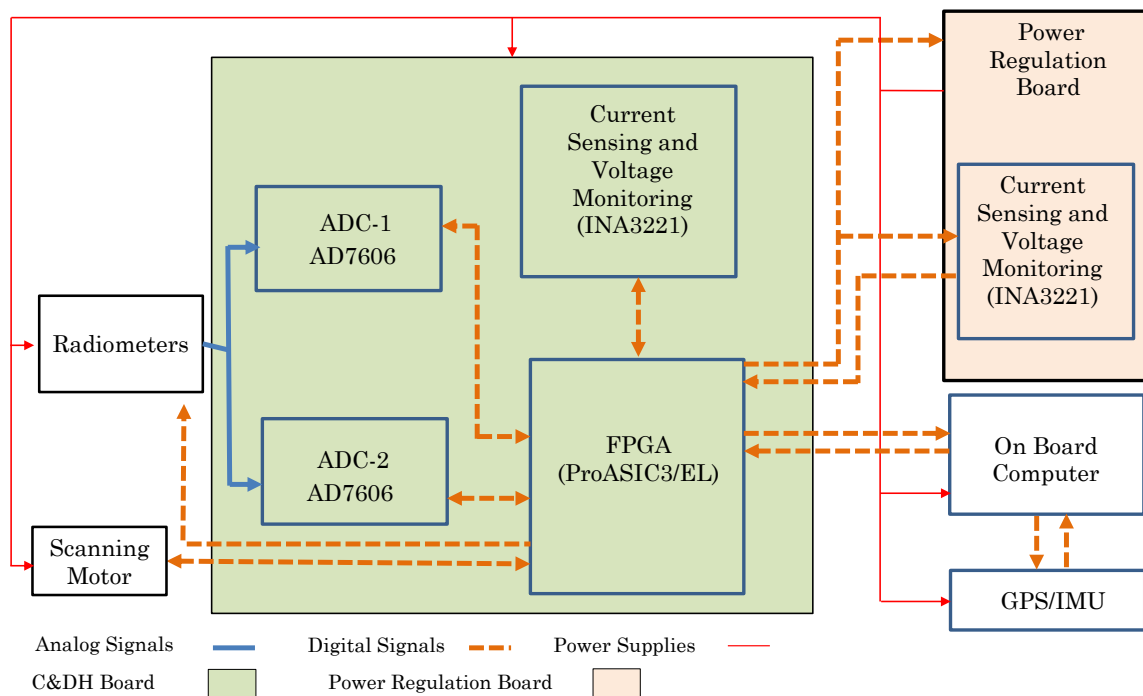 Power
Regulation
Board
Current
Sensing and
Voltage
Monitoring
(INA3221)
ADC-1
AD7606
Current
Sensing and
Voltage
Monitoring
(INA3221)
Radiometers
ADC-2
AD7606
FPGA
(ProASIC3/EL)
On Board
Computer
Scanning
Motor
GPS/IMU
Analog Signals
Digital Signals
Power Supplies
C&DH Board
Power Regulation Board